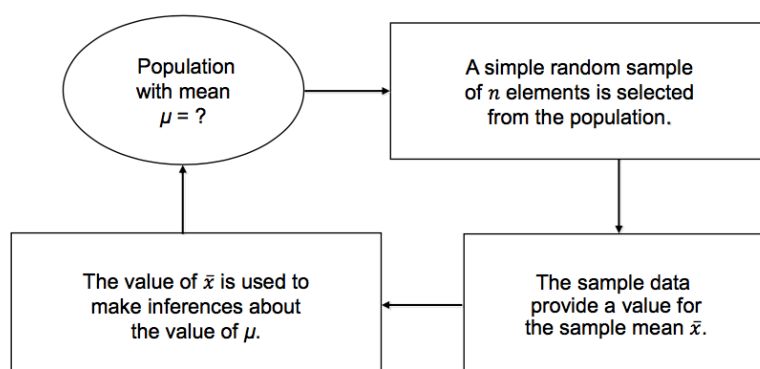 Population
with mean
μ = ?
A simple random sample
of n elements is selected
from the population.
The sample data
provide a value for
the sample mean x̄.
The value of x̄ is used to
make inferences about
the value of μ.